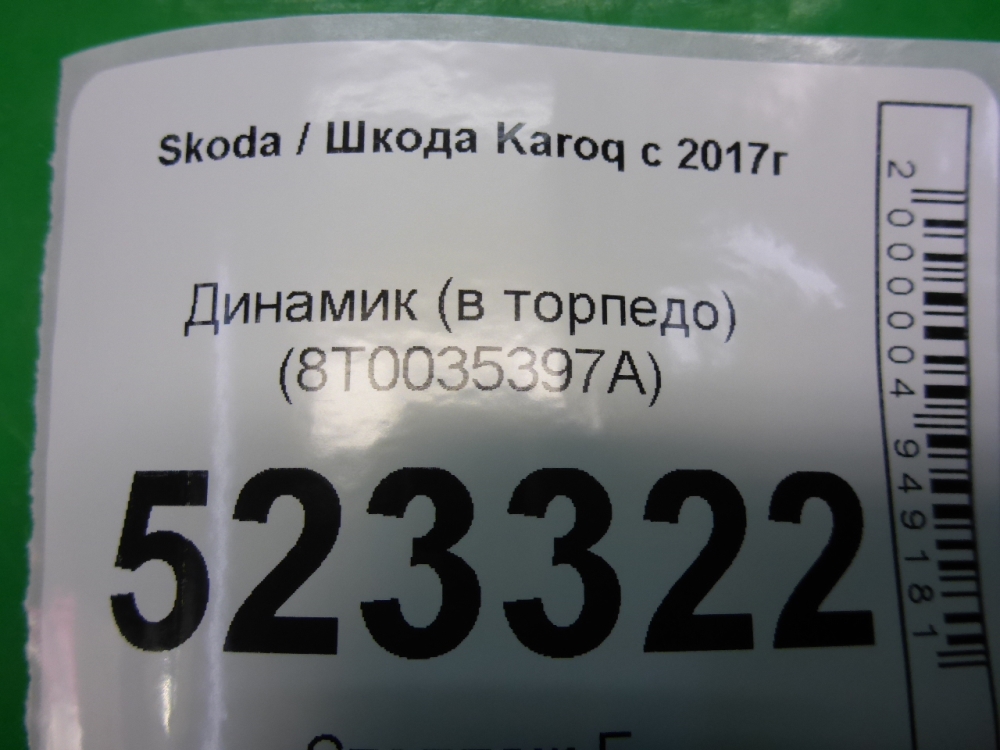 Skoda / Шкода Karoq с 2017г
Динамик (в торпедо)
(8T0035397A)
523322
2000004949181